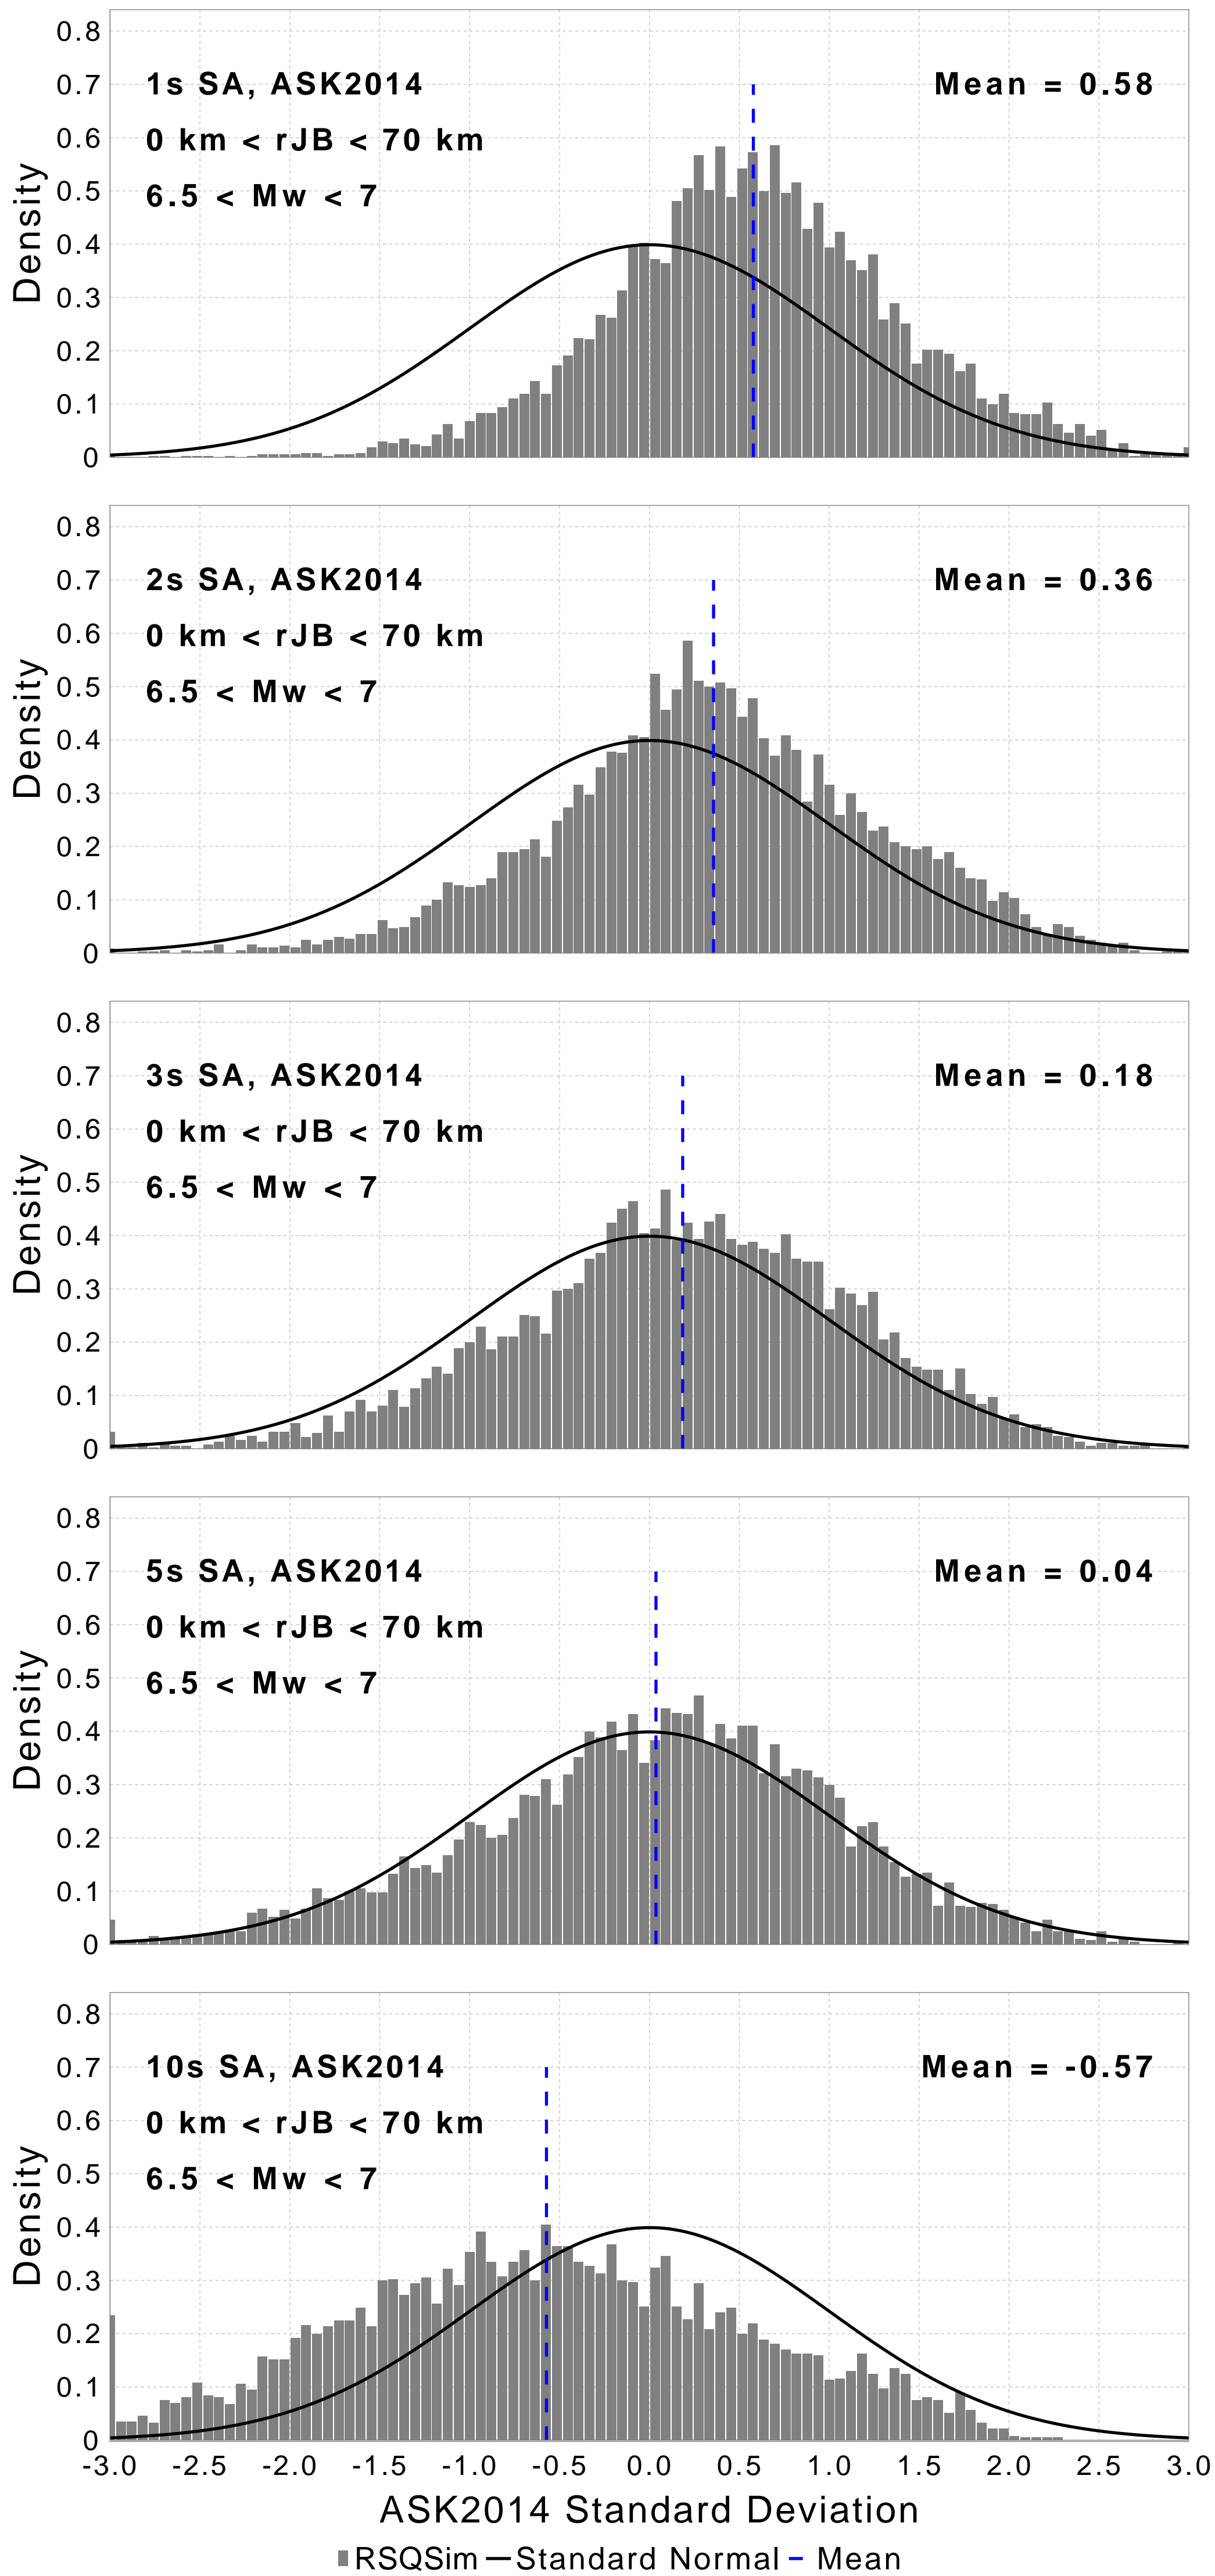 0.8
0.7
0.6
0.5
0.4
0.3
0.2
0.1
0
Density
1s SA, ASK2014
Mean = 0.58
0 km < rJB < 70 km
6.5 < Mw < 7
0.8
0.7
0.6
0.5
0.4
0.3
0.2
0.1
0
Density
2s SA, ASK2014
Mean = 0.36
0 km < rJB < 70 km
6.5 < Mw < 7
0.8
0.7
0.6
0.5
0.4
0.3
0.2
0.1
0
Density
3s SA, ASK2014
Mean = 0.18
0 km < rJB < 70 km
6.5 < Mw < 7
0.8
0.7
0.6
0.5
0.4
0.3
0.2
0.1
0
Density
5s SA, ASK2014
Mean = 0.04
0 km < rJB < 70 km
6.5 < Mw < 7
0.8
0.7
0.6
0.5
0.4
0.3
0.2
0.1
0
Density
10s SA, ASK2014
Mean = -0.57
0 km < rJB < 70 km
6.5 < Mw < 7
-3.0 -2.5 -2.0 -1.5 -1.0 -0.5 0.0 0.5 1.0 1.5 2.0 2.5 3.0
ASK2014 Standard Deviation
RSQSim Standard Normal Mean